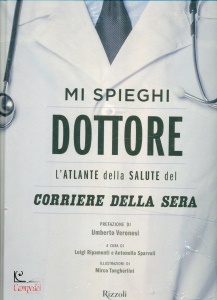 MI SPIEGHI
DOTTORE
L'ATLANTE della SALUTE del
CORRIERE DELLA SERA
PREFAZIONE DI
Umberto Veronesi
A CURA DI
Luigi Ripamonti e Antonella Sparvoli
ILLUSTRAZIONI DI
Mirco Tangherlini
Rizzoli